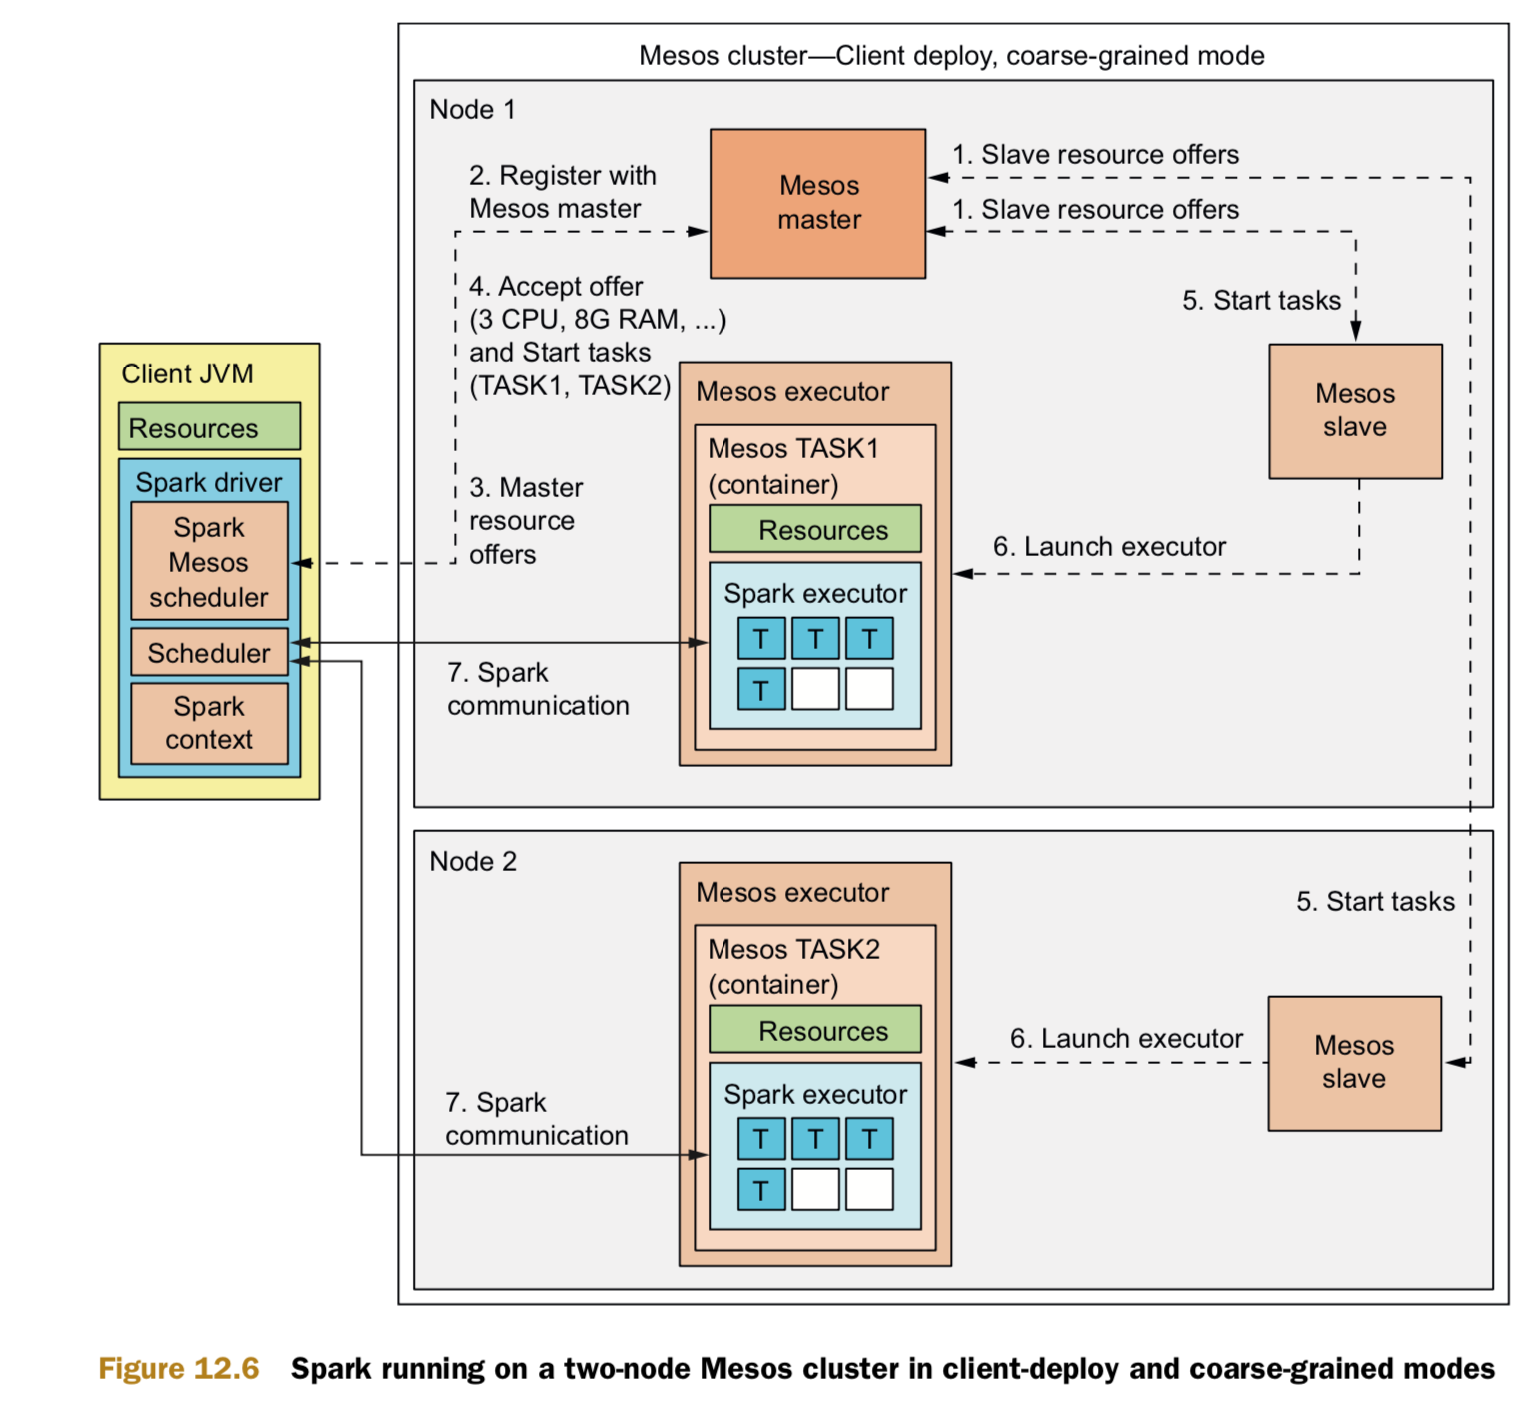 Mesos cluster—Client deploy, coarse-grained mode
Node 1
Mesos
master
1. Slave resource offers
1. Slave resource offers
2. Register with
Mesos master
4. Accept offer
(3 CPU, 8G RAM, ...)
and Start tasks
(TASK1, TASK2)
3. Master
resource
offers
5. Start tasks
Mesos
slave
6. Launch executor
Client JVM
Resources
Spark driver
Spark
Mesos
scheduler
Scheduler
Spark
context
Mesos executor
Mesos TASK1
(container)
Resources
Spark executor
T T T
T
7. Spark
communication
Node 2
Mesos executor
Mesos TASK2
(container)
Resources
Spark executor
T T T
T
7. Spark
communication
5. Start tasks
6. Launch executor
Mesos
slave
Figure 12.6 Spark running on a two-node Mesos cluster in client-deploy and coarse-grained modes